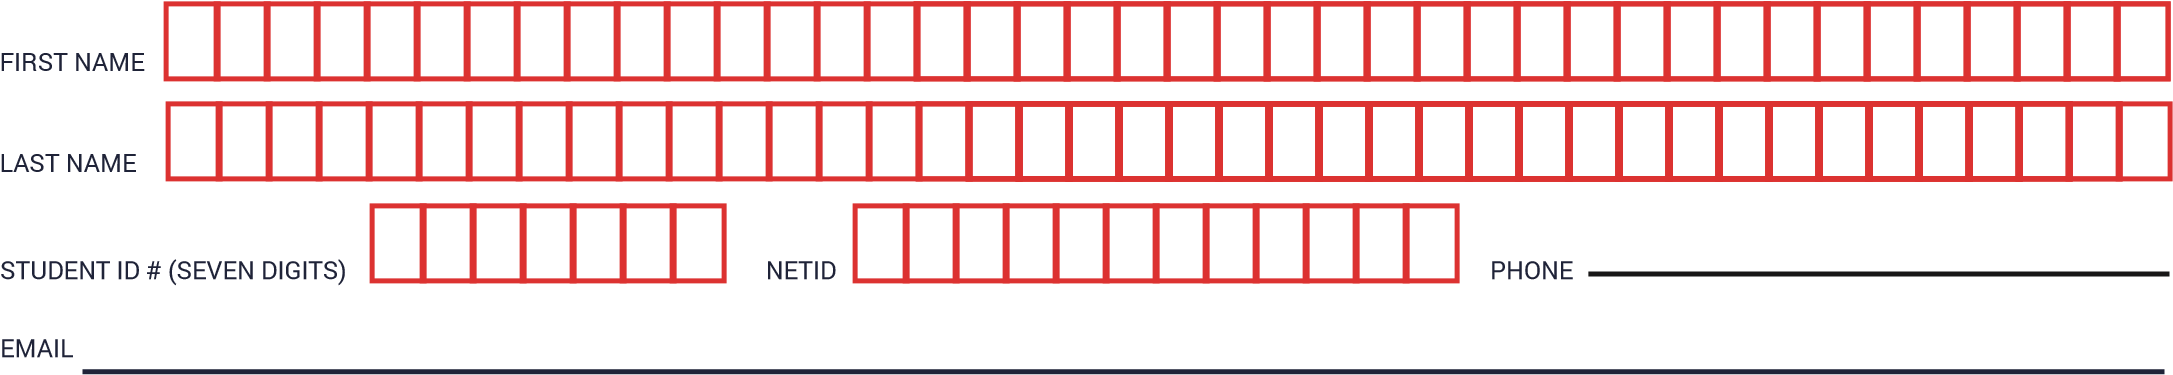 FIRST NAME
LAST NAME
STUDENT ID # (SEVEN DIGITS) NETID PHONE
EMAIL